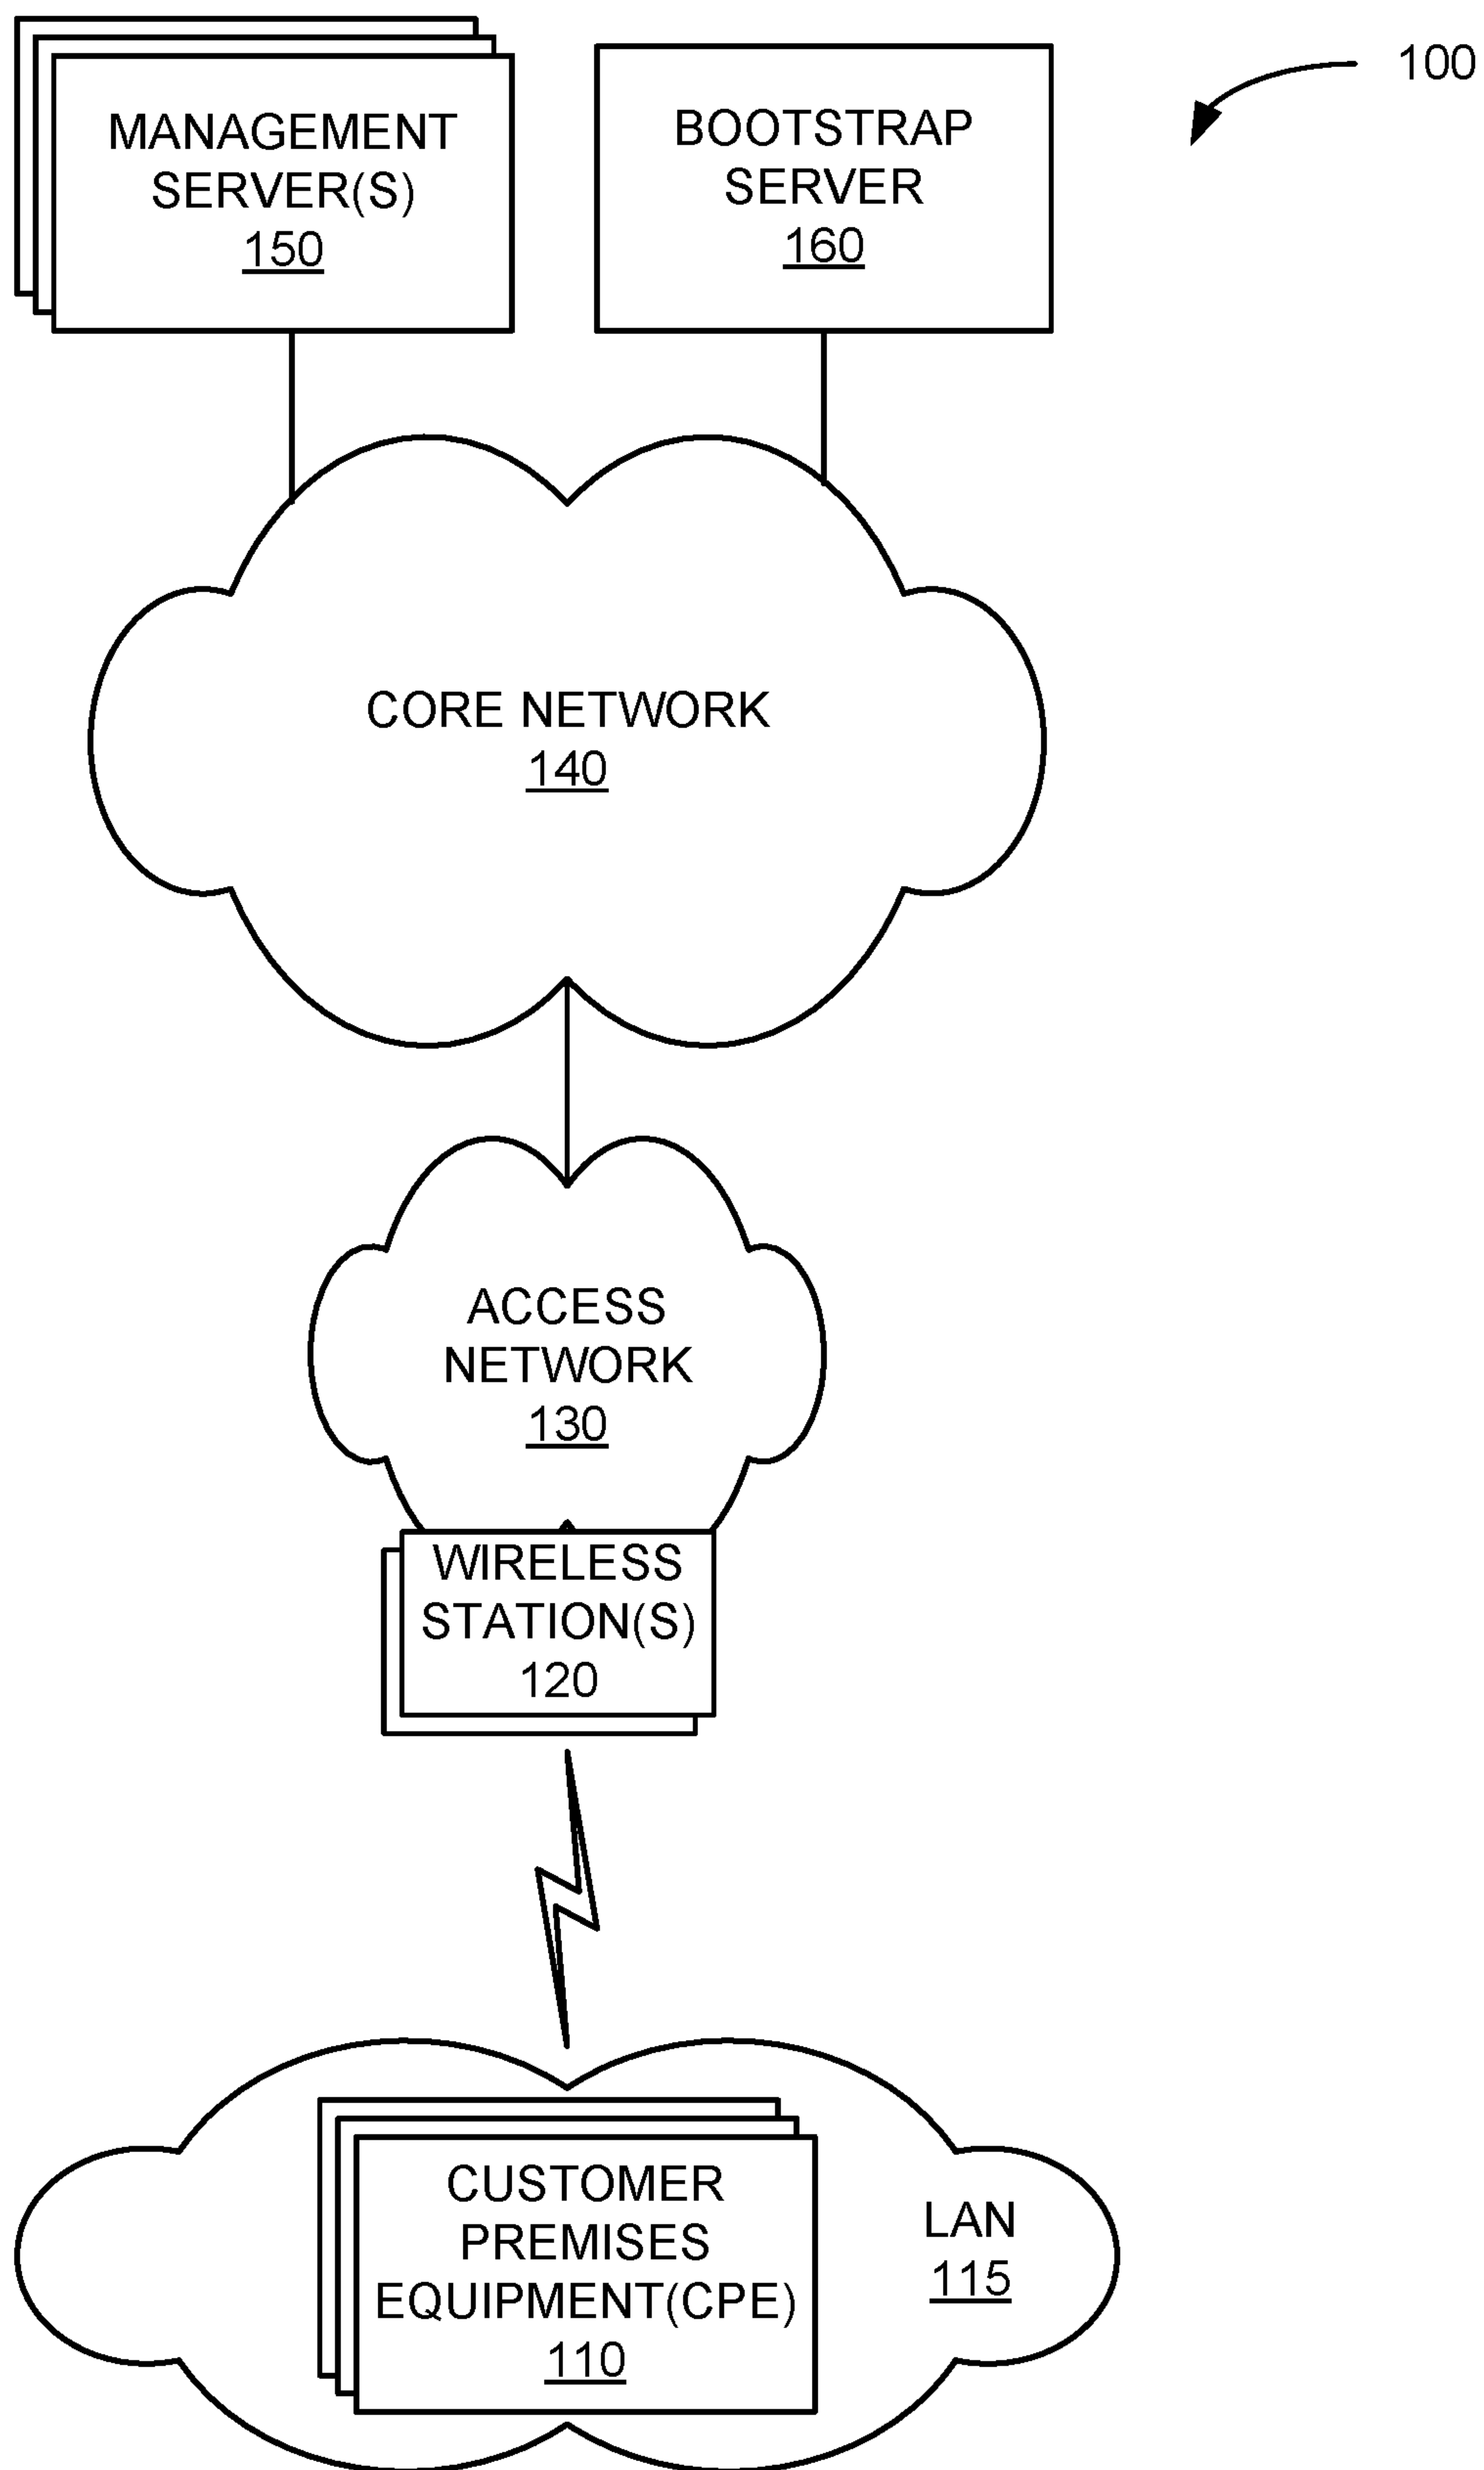 100
MANAGEMENT
SERVER(S)
150
BOOTSTRAP
SERVER
160
CORE NETWORK
140
ACCESS
NETWORK
130
WIRELESS
STATION(S)
120
CUSTOMER
PREMISES
EQUIPMENT(CPE)
110
LAN
115